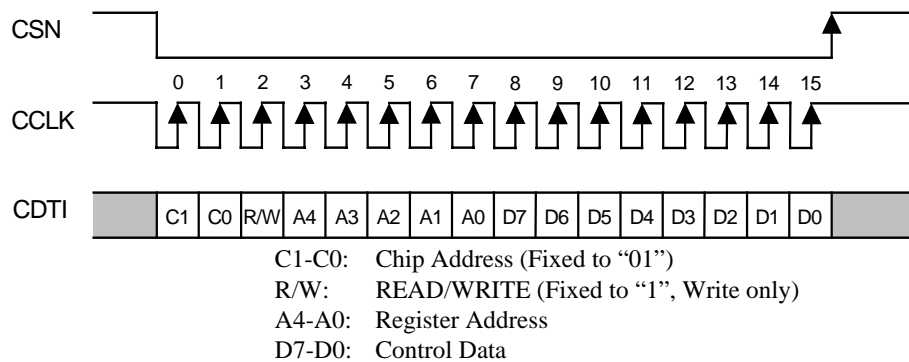 CSN
0 1 2 3 4 5 6 7 8 9 10 11 12 13 14 15
CCLK
CDTI C1 C0 R/W A4 A3 A2 A1 A0 D7 D6 D5 D4 D3 D2 D1 D0
C1-C0: Chip Address (Fixed to “01”)
R/W: READ/WRITE (Fixed to “1”, Write only)
A4-A0: Register Address
D7-D0: Control Data